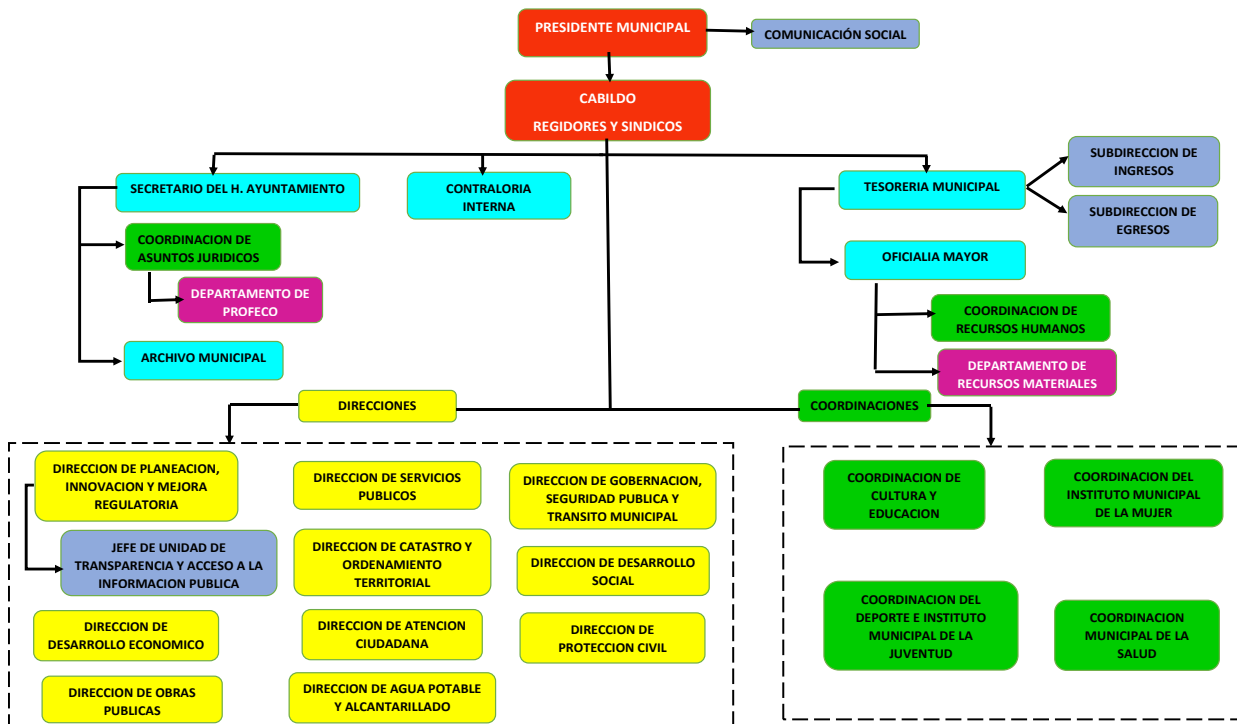 PRESIDENTE MUNICIPAL
COMUNICACIÓN SOCIAL
CABILDO
REGIDORES Y SINDICOS
SECRETARIO DEL H. AYUNTAMIENTO
CONTRALORIA
INTERNA
TESORERIA MUNICIPAL
SUBDIRECCION DE
INGRESOS
SUBDIRECCION DE
EGRESOS
COORDINACION DE
ASUNTOS JURIDICOS
DEPARTAMENTO DE
PROFECO
ARCHIVO MUNICIPAL
OFICIALIA MAYOR
COORDINACION DE
RECURSOS HUMANOS
DEPARTAMENTO DE
RECURSOS MATERIALES
DIRECCIONES
COORDINACIONES
DIRECCION DE PLANEACION,
INNOVACION Y MEJORA
REGULATORIA
JEFE DE UNIDAD DE
TRANSPARENCIA Y ACCESO A LA
INFORMACION PUBLICA
DIRECCION DE
DESARROLLO ECONOMICO
DIRECCION DE OBRAS
PUBLICAS
DIRECCION DE SERVICIOS
PUBLICOS
DIRECCION DE CATASTRO Y
ORDENAMIENTO
TERRITORIAL
DIRECCION DE ATENCION
CIUDADANA
DIRECCION DE AGUA POTABLE
Y ALCANTARILLADO
DIRECCION DE GOBERNACION,
SEGURIDAD PUBLICA Y
TRANSITO MUNICIPAL
DIRECCION DE DESARROLLO
SOCIAL
DIRECCION DE
PROTECCION CIVIL
COORDINACION DE
CULTURA Y
EDUCACION
COORDINACION DEL
INSTITUTO MUNICIPAL
DE LA MUJER
COORDINACION DEL
DEPORTE E INSTITUTO
MUNICIPAL DE LA
JUVENTUD
COORDINACION
MUNICIPAL DE LA
SALUD